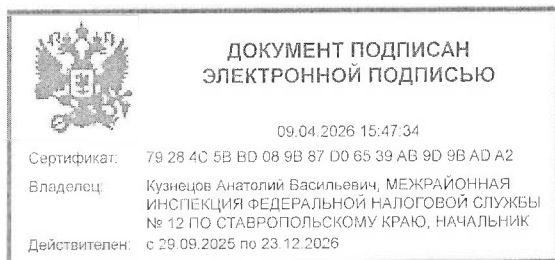 ДОКУМЕНТ ПОДПИСАН
ЭЛЕКТРОННОЙ ПОДПИСЬЮ
09.04.2026 15:47:34
Сертификат: 79 28 4C 5B BD 08 9B 87 D0 65 39 AB 9D 9B AD A2
Владелец: Кузнецов Анатолий Васильевич, МЕЖРАЙОННАЯ
ИНСПЕКЦИЯ ФЕДЕРАЛЬНОЙ НАЛОГОВОЙ СЛУЖБЫ
№ 12 ПО СТАВРОПОЛЬСКОМУ КРАЮ, НАЧАЛЬНИК
Действителен: с 29.09.2025 по 23.12.2026